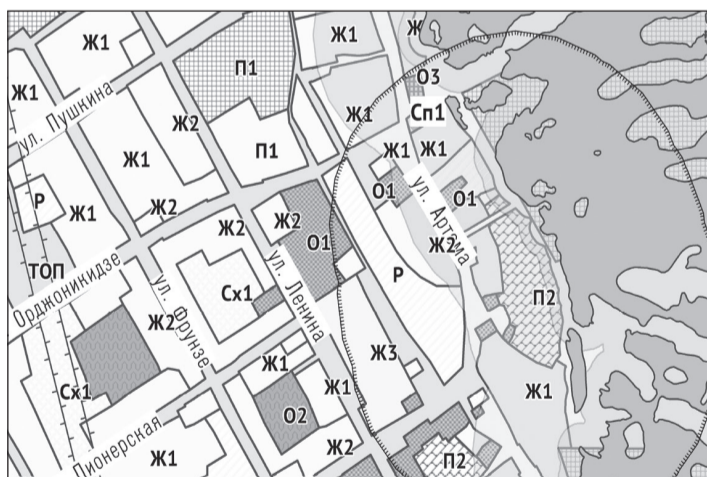 Ж1
Ж1
Ж
П1
О3
Ж1
ул. Пушкина
Ж2
Ж1
Сп1
Ж1
П1
Ж1
Ж1
Р
Ж1
Ж2
Ж2
Ж2
О1
О1
О1
ул. Артема
Ж2
ТОП
Орджоникидзе
ул. Фрунзе
Ж2
Сх1
ул. Ленина
Р
П2
Сх1
Ж1
Ж3
Ж1
О2
Ж1
Пионерская
Ж1
Ж2
П2